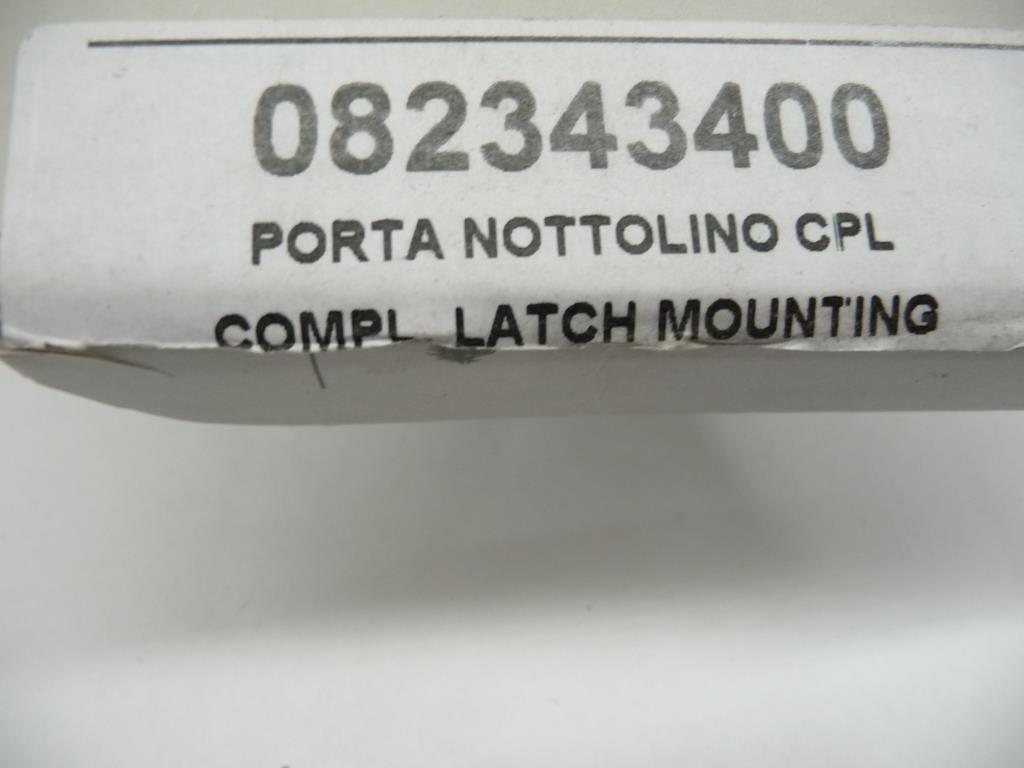 082343400
PORTA NOTTOLINO CPL
COMPL. LATCH MOUNTING